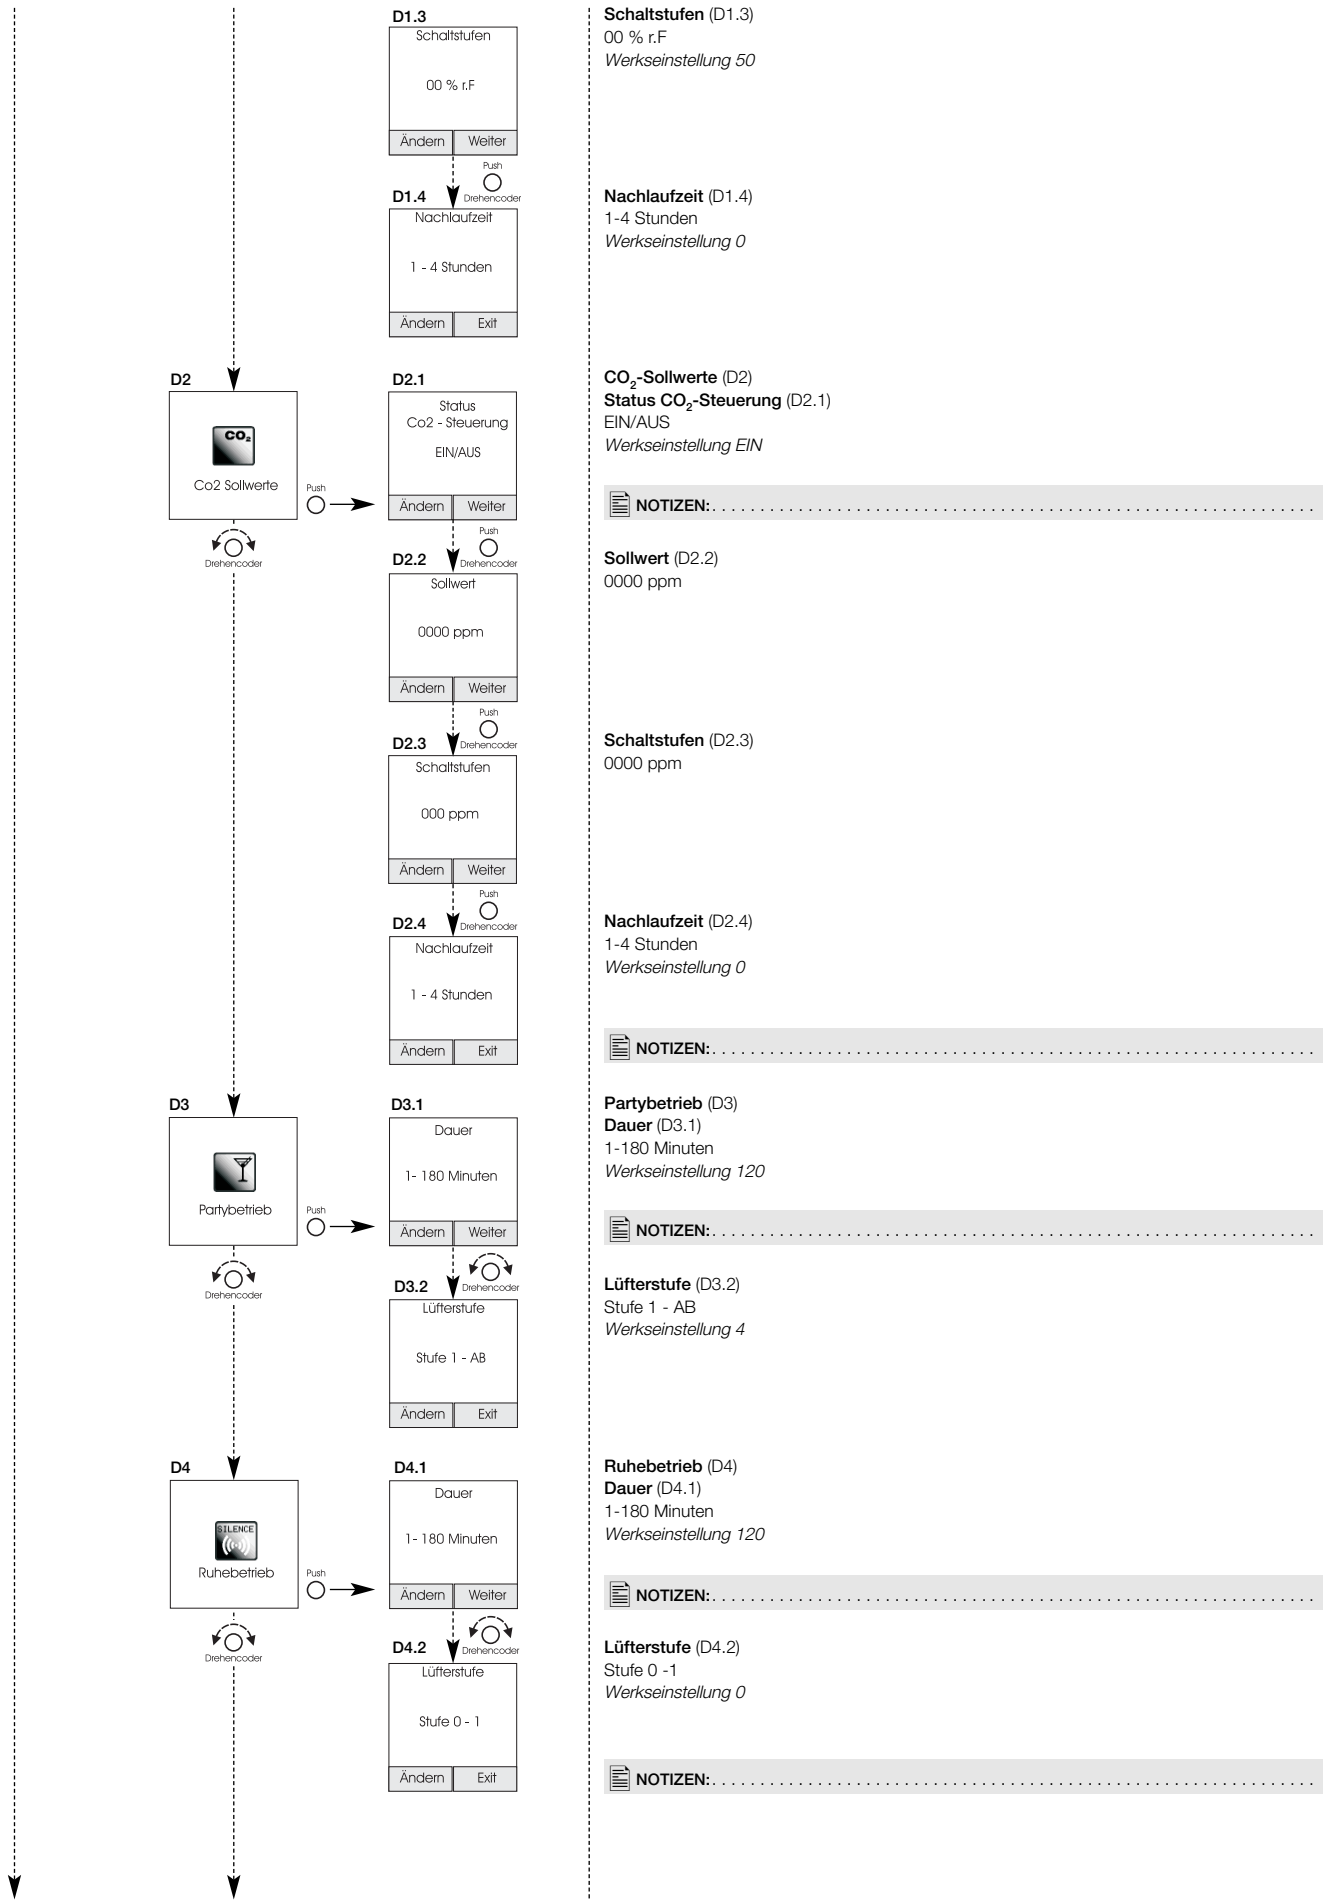 D1.3
Schaltstufen
00 % r.F
Ändern Weiter
Push
Drehencoder
Schaltstufen (D1.3)
00 % r.F
Werkseinstellung 50
D1.4
Nachlaufzeit
1 - 4 Stunden
Ändern Exit
Nachlaufzeit (D1.4)
1-4 Stunden
Werkseinstellung 0
D2
CO₂
Co2 Sollwerte
Push
Drehencoder
D2.1
Status
Co2 - Steuerung
EIN/AUS
Ändern Weiter
Push
Drehencoder
CO₂-Sollwerte (D2)
Status CO₂-Steuerung (D2.1)
EIN/AUS
Werkseinstellung EIN
NOTIZEN:
D2.2
Sollwert
0000 ppm
Ändern Weiter
Push
Drehencoder
Sollwert (D2.2)
0000 ppm
D2.3
Schaltstufen
000 ppm
Ändern Weiter
Push
Drehencoder
Schaltstufen (D2.3)
0000 ppm
D2.4
Nachlaufzeit
1 - 4 Stunden
Ändern Exit
Nachlaufzeit (D2.4)
1-4 Stunden
Werkseinstellung 0
NOTIZEN:
D3
Partybetrieb
Push
Drehencoder
D3.1
Dauer
1- 180 Minuten
Ändern Weiter
Drehencoder
Partybetrieb (D3)
Dauer (D3.1)
1-180 Minuten
Werkseinstellung 120
NOTIZEN:
D3.2
Lüfterstufe
Stufe 1 - AB
Ändern Exit
Lüfterstufe (D3.2)
Stufe 1 - AB
Werkseinstellung 4
D4
SILENCE
Ruhebetrieb
Push
Drehencoder
D4.1
Dauer
1- 180 Minuten
Ändern Weiter
Drehencoder
Ruhebetrieb (D4)
Dauer (D4.1)
1-180 Minuten
Werkseinstellung 120
NOTIZEN:
D4.2
Lüfterstufe
Stufe 0 - 1
Ändern Exit
Lüfterstufe (D4.2)
Stufe 0 -1
Werkseinstellung 0
NOTIZEN: